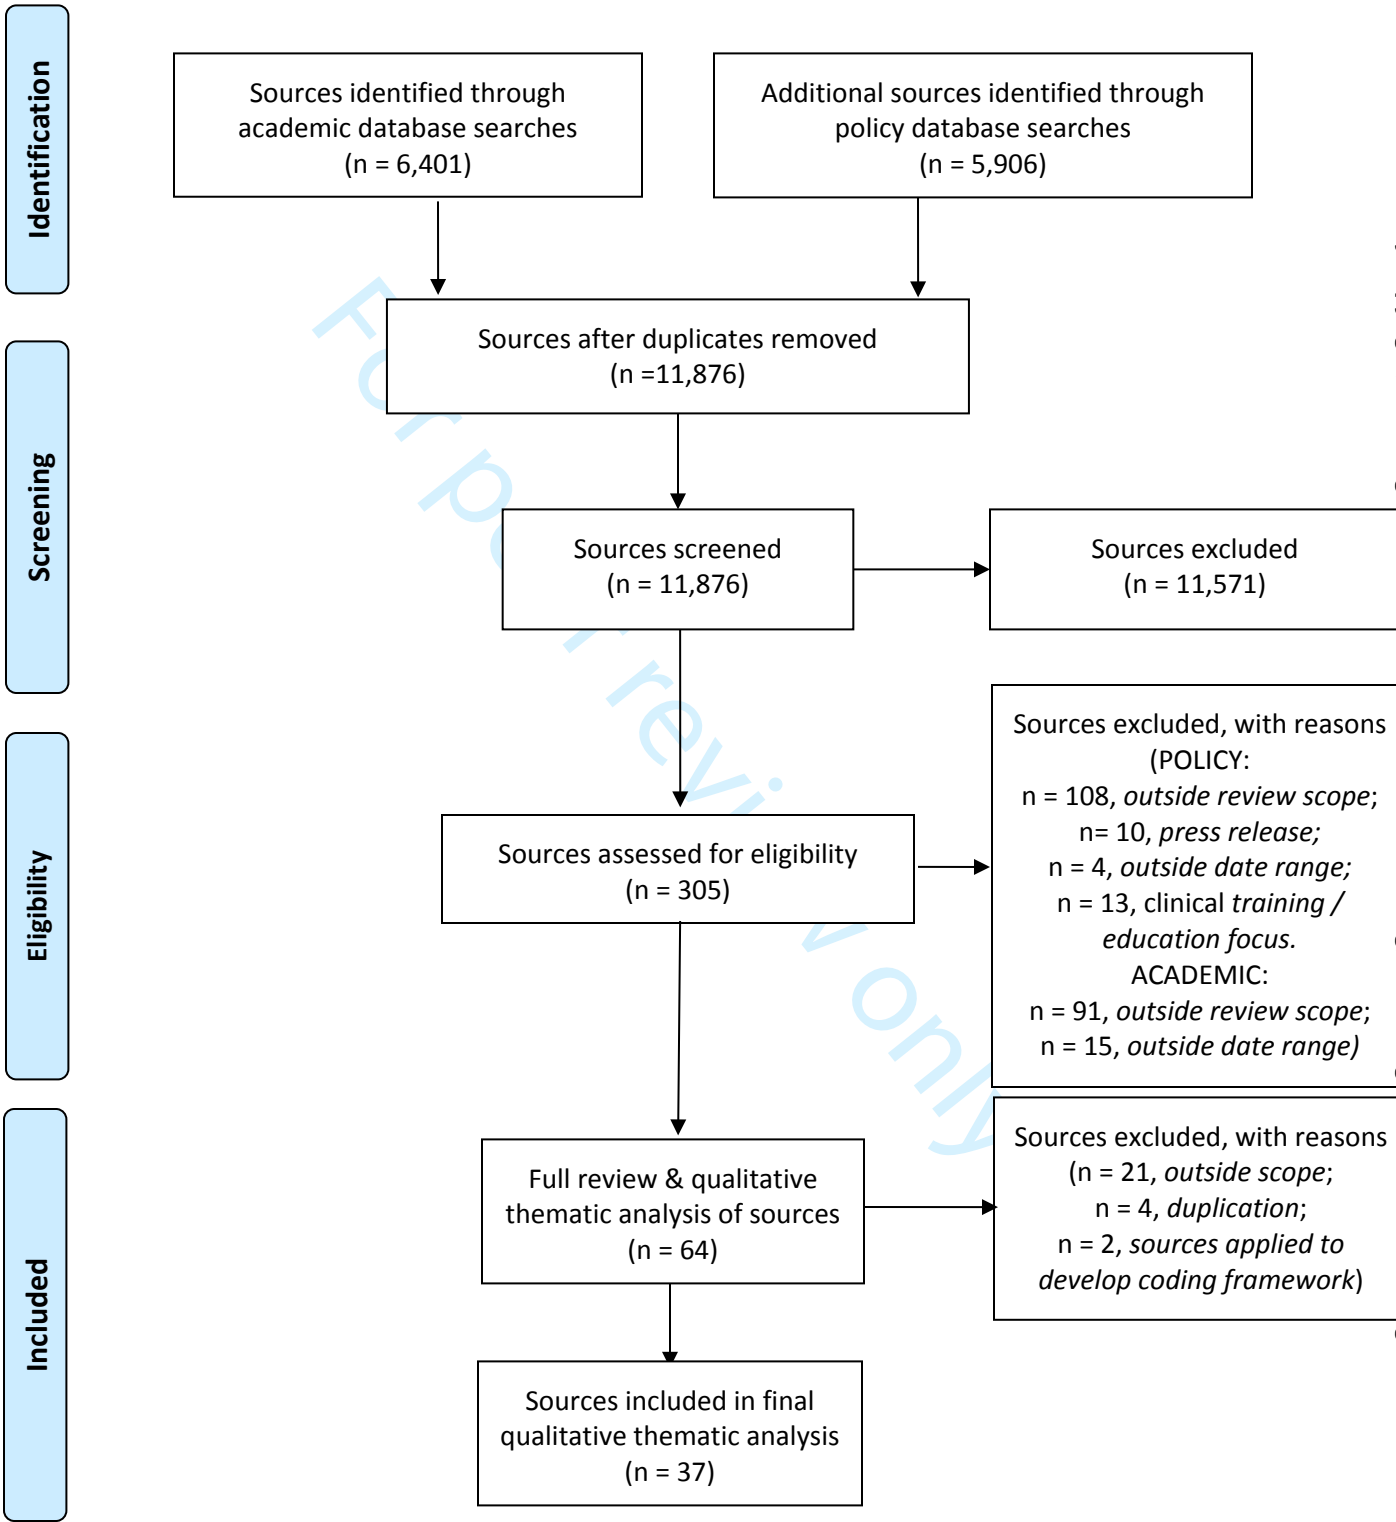 Identification
Sources identified through
academic database searches
(n = 6,401)
Additional sources identified through
policy database searches
(n = 5,906)
Sources after duplicates removed
(n =11,876)
Screening
Sources screened
(n = 11,876)
Sources excluded
(n = 11,571)
Eligibility
Sources assessed for eligibility
(n = 305)
Sources excluded, with reasons
(POLICY:
n = 108, outside review scope;
n= 10, press release;
n = 4, outside date range;
n = 13, clinical training /
education focus.
ACADEMIC:
n = 91, outside review scope;
n = 15, outside date range)
Included
Full review & qualitative
thematic analysis of sources
(n = 64)
Sources excluded, with reasons
(n = 21, outside scope;
n = 4, duplication;
n = 2, sources applied to
develop coding framework)
Sources included in final
qualitative thematic analysis
(n = 37)
For peer review only